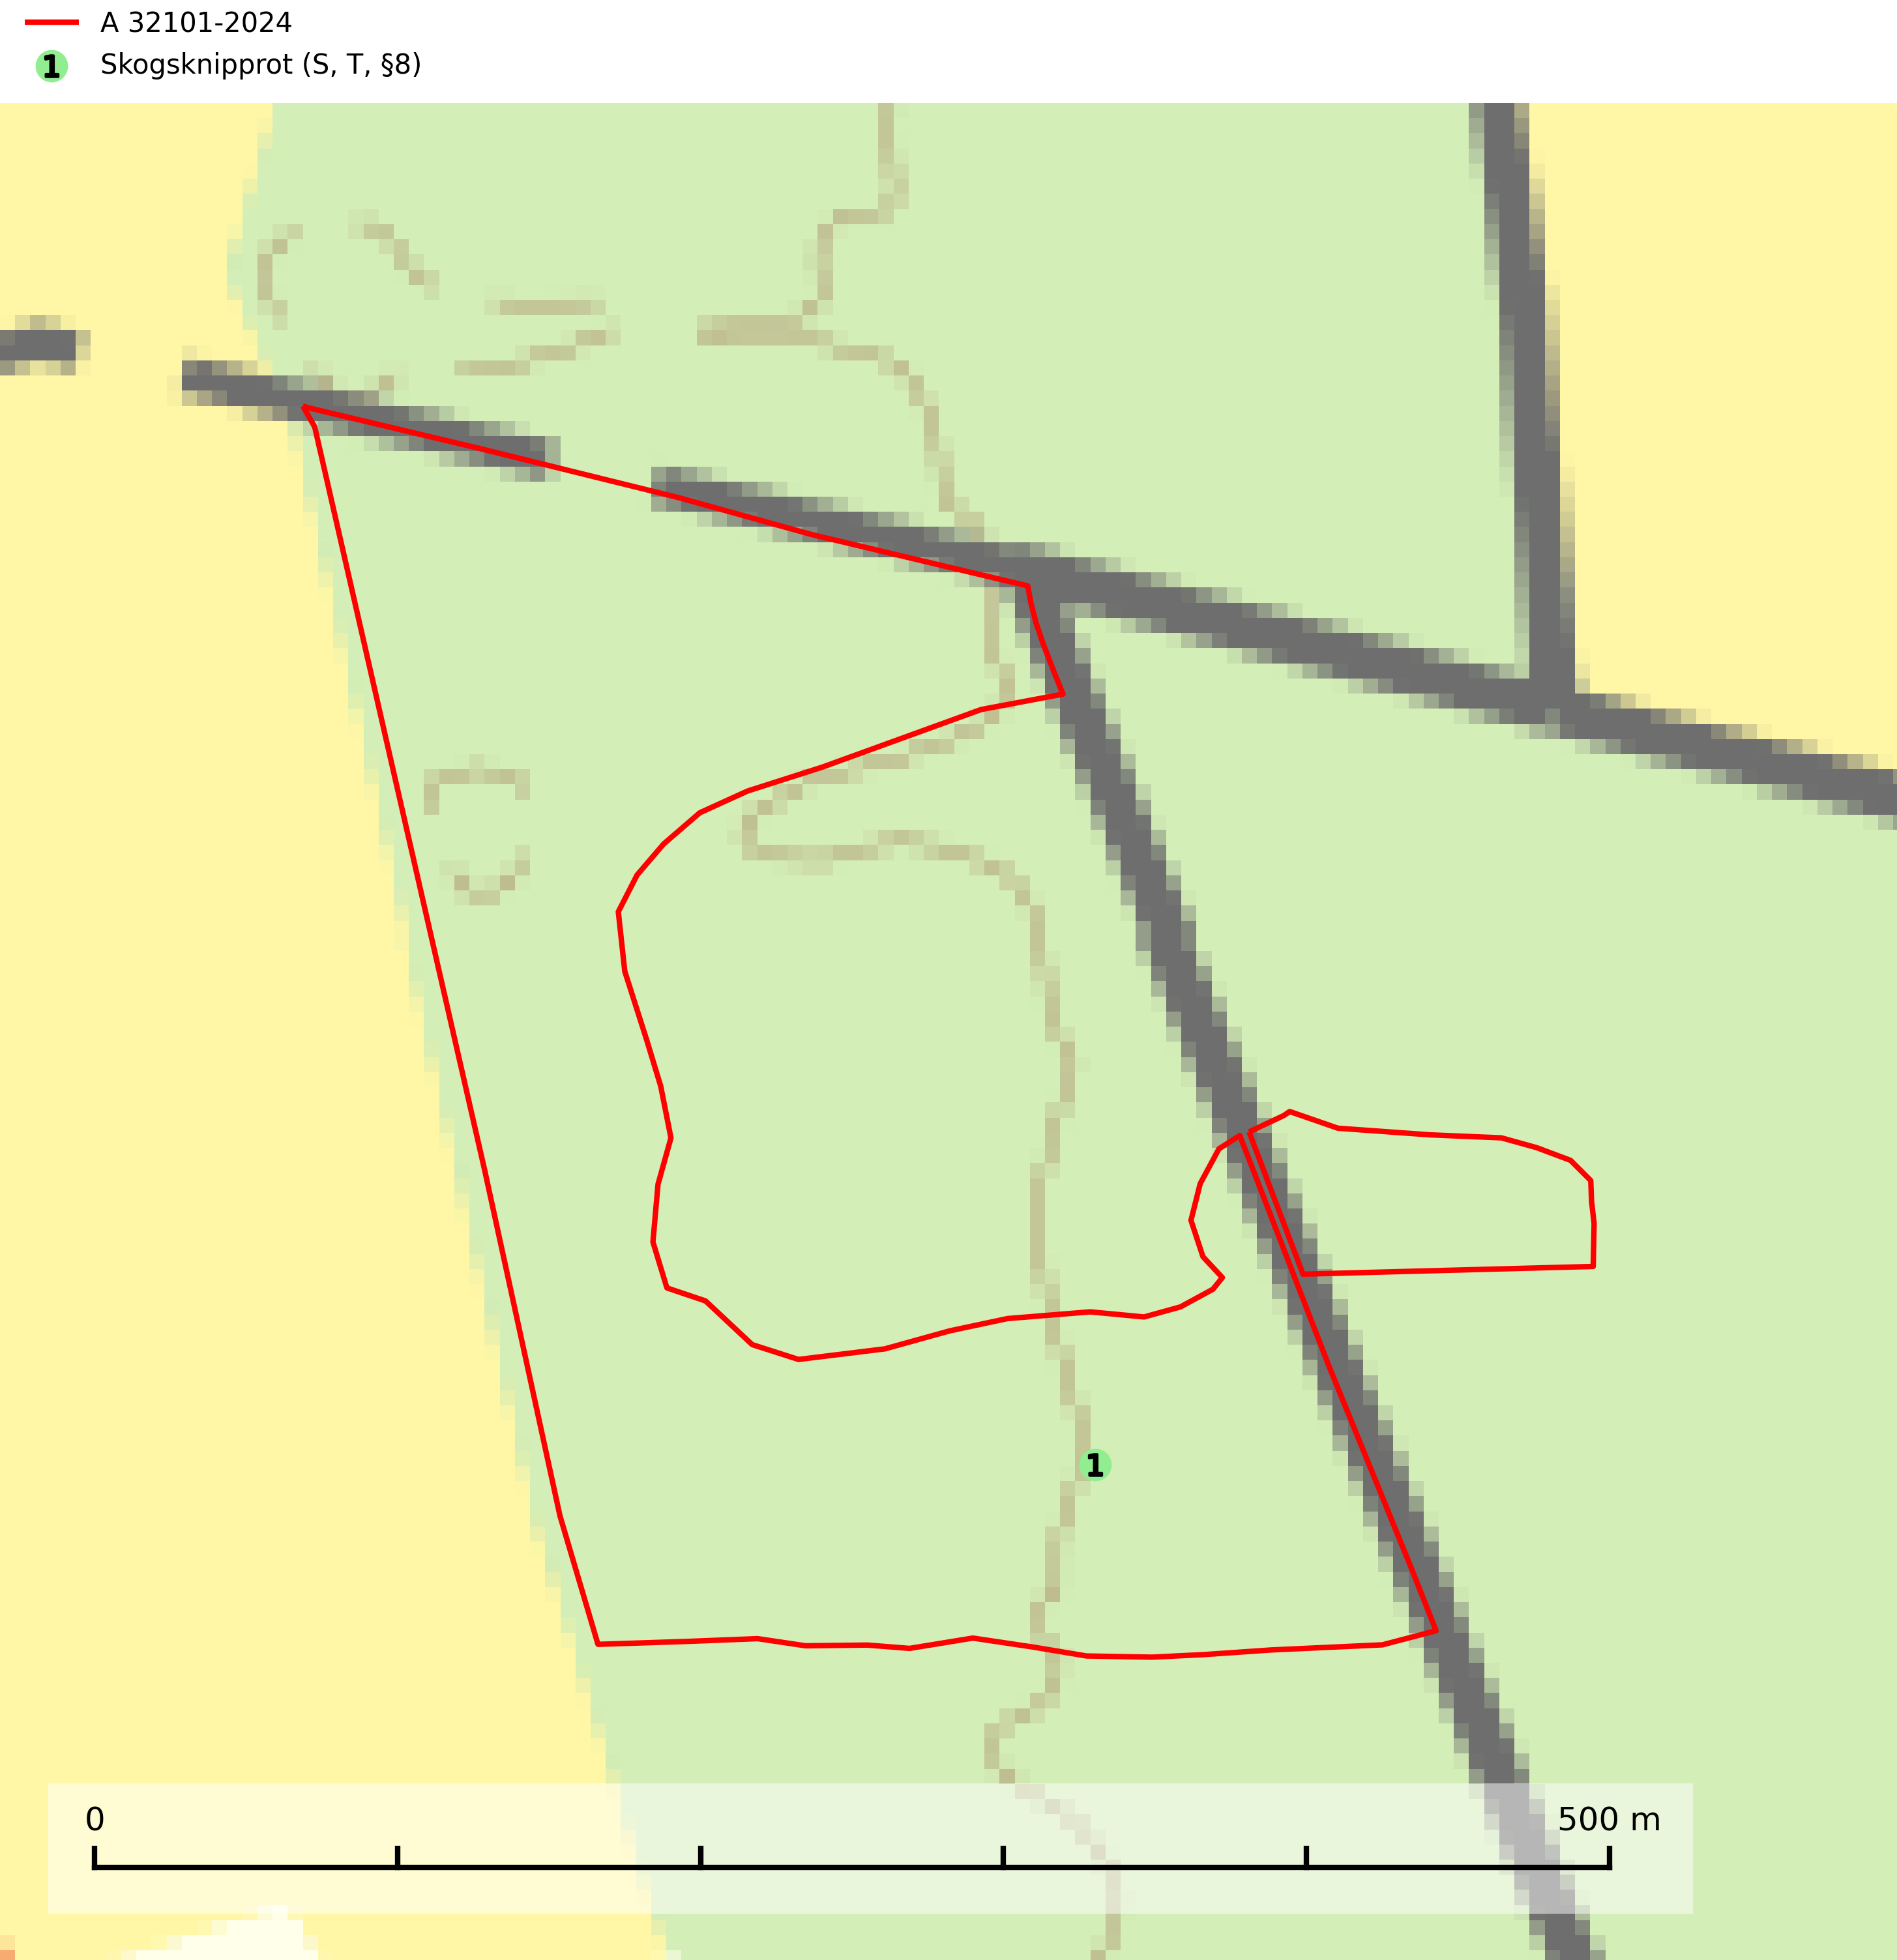 A 32101-2024
1 Skogsknipprot (S, T, §8)
1
0 500 m